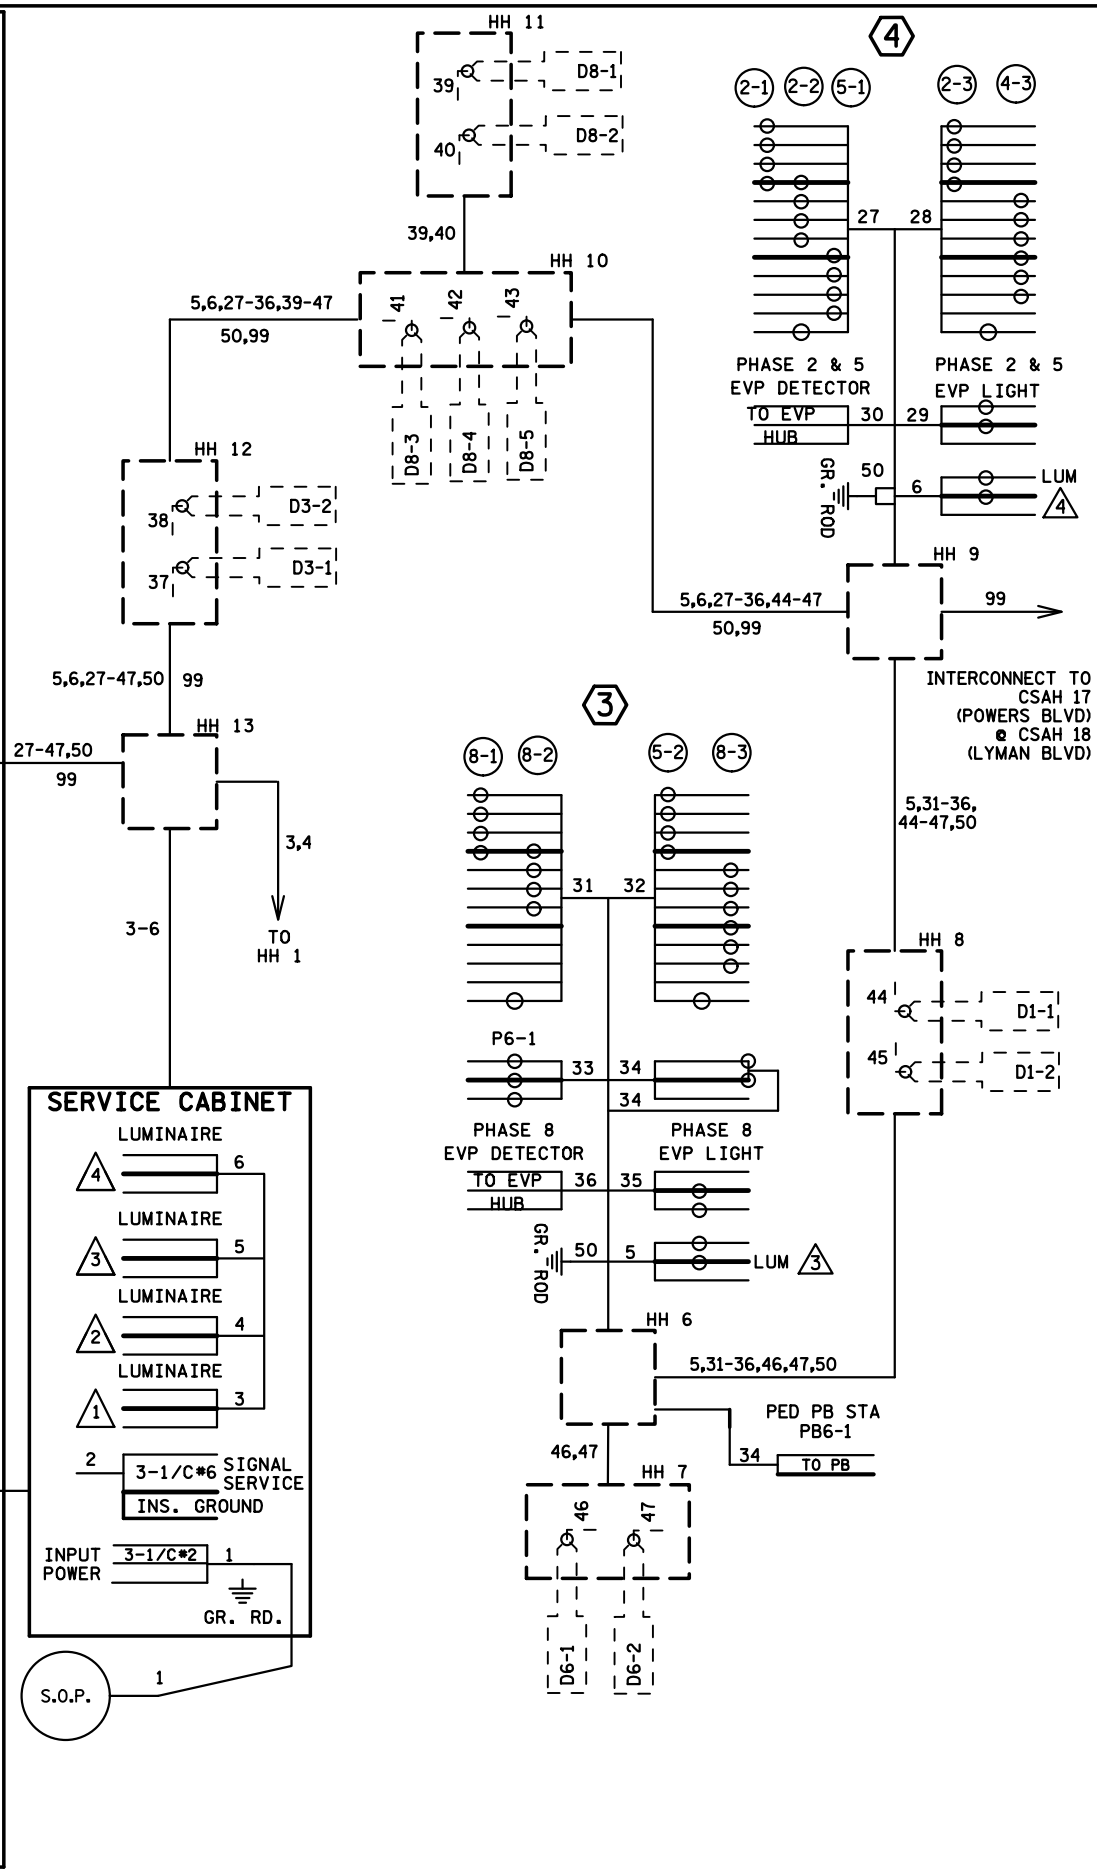 HH 11
39
D8-1
40
D8-2
39,40
HH 10
41
42
43
5,6,27-36,39-47
50,99
D8-3
D8-4
D8-5
HH 12
38
D3-2
37
D3-1
5,6,27-47,50
99
HH 13
27-47,50
99
3,4
TO
HH 1
3-6
4
2-1
2-2
5-1
2-3
4-3
27
28
PHASE 2 & 5
EVP DETECTOR
PHASE 2 & 5
EVP LIGHT
TO EVP
HUB
30
29
GR. ROD
50
6
LUM
4
HH 9
5,6,27-36,44-47
50,99
99
INTERCONNECT TO
CSAH 17
(POWERS BLVD)
@ CSAH 18
(LYMAN BLVD)
5,31-36,
44-47,50
HH 8
44
D1-1
45
D1-2
3
8-1
8-2
5-2
8-3
31
32
P6-1
33
34
34
PHASE 8
EVP DETECTOR
PHASE 8
EVP LIGHT
TO EVP
HUB
36
35
GR. ROD
50
5
LUM
3
HH 6
5,31-36,46,47,50
PED PB STA
PB6-1
34
TO PB
46,47
HH 7
46
47
D6-1
D6-2
SERVICE CABINET
LUMINAIRE
4
6
LUMINAIRE
3
5
LUMINAIRE
2
4
LUMINAIRE
1
3
2
3-1/C#6
SIGNAL
SERVICE
INS. GROUND
INPUT
POWER
3-1/C#2
1
GR. RD.
S.O.P.
1